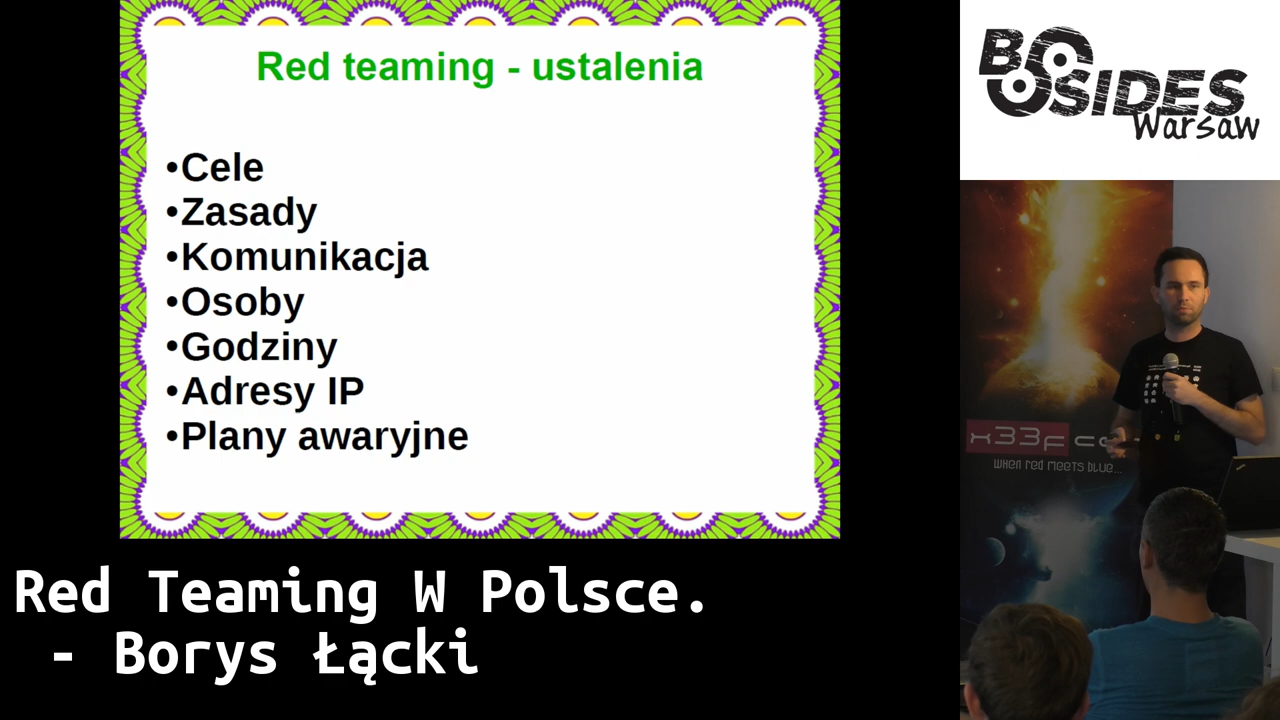 Red teaming - ustalenia
•Cele
•Zasady
•Komunikacja
•Osoby
•Godziny
•Adresy IP
•Plany awaryjne
Red Teaming W Polsce.
- Borys Łącki
BSIDES
Warsaw
x33fcon
when red meets blue...